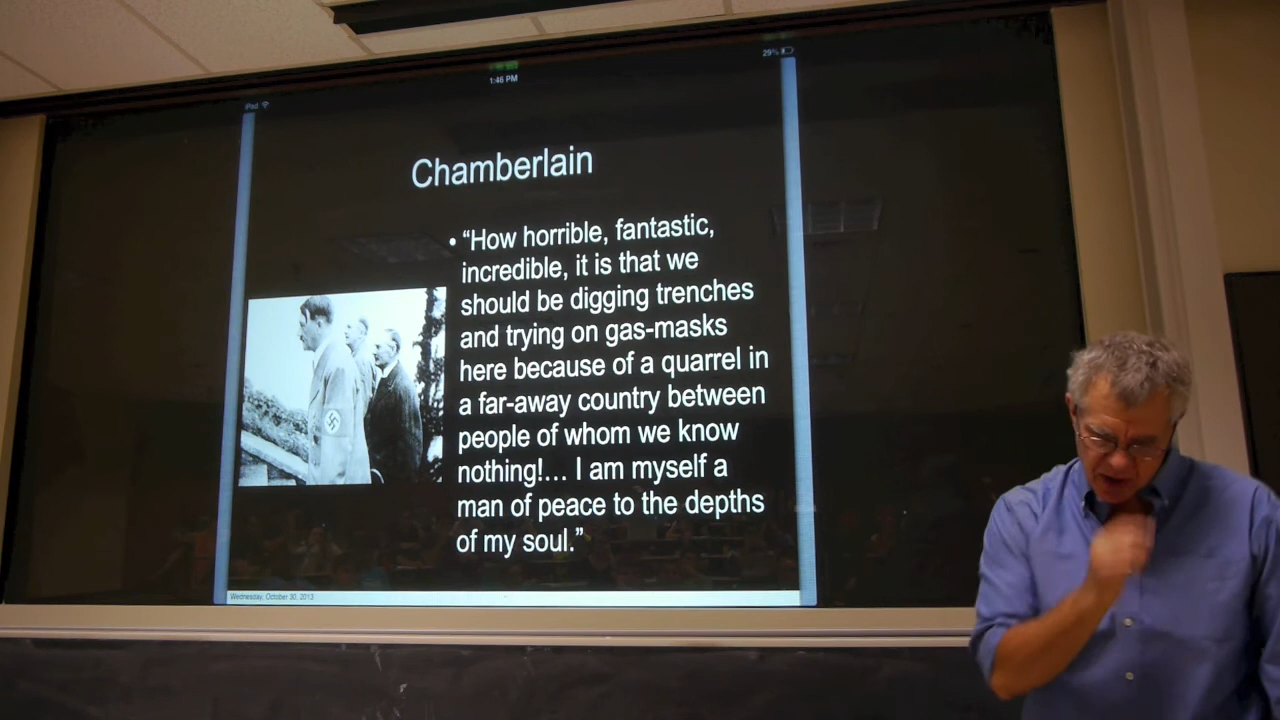 iPad
1:46 PM
29%
Chamberlain
• “How horrible, fantastic,
incredible, it is that we
should be digging trenches
and trying on gas-masks
here because of a quarrel in
a far-away country between
people of whom we know
nothing!… I am myself a
man of peace to the depths
of my soul.”
Wednesday, October 30, 2013